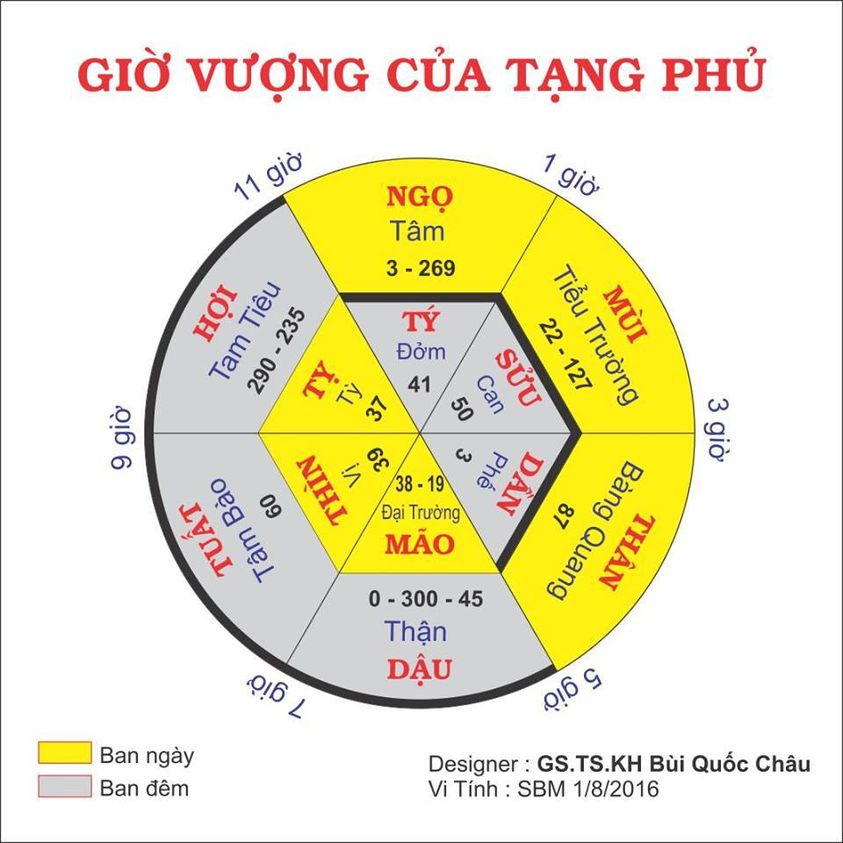 GIỜ VƯỢNG CỦA TẠNG PHỦ
11 giờ
1 giờ
3 giờ
5 giờ
7 giờ
9 giờ
NGỌ
Tâm
3 - 269
MÙI
Tiểu Trường
22 - 127
THÂN
Bàng Quang
87
0 - 300 - 45
Thận
DẬU
TUẤT
Tâm Bào
60
HỢI
Tam Tiêu
290 - 235
TÝ
Đởm
41
SỬU
Can
50
DẦN
Phế
3
38 - 19
Đại Trường
MÃO
THÌN
Vị
39
TỴ
Tỳ
37
Ban ngày
Ban đêm
Designer : GS.TS.KH Bùi Quốc Châu
Vi Tính : SBM 1/8/2016